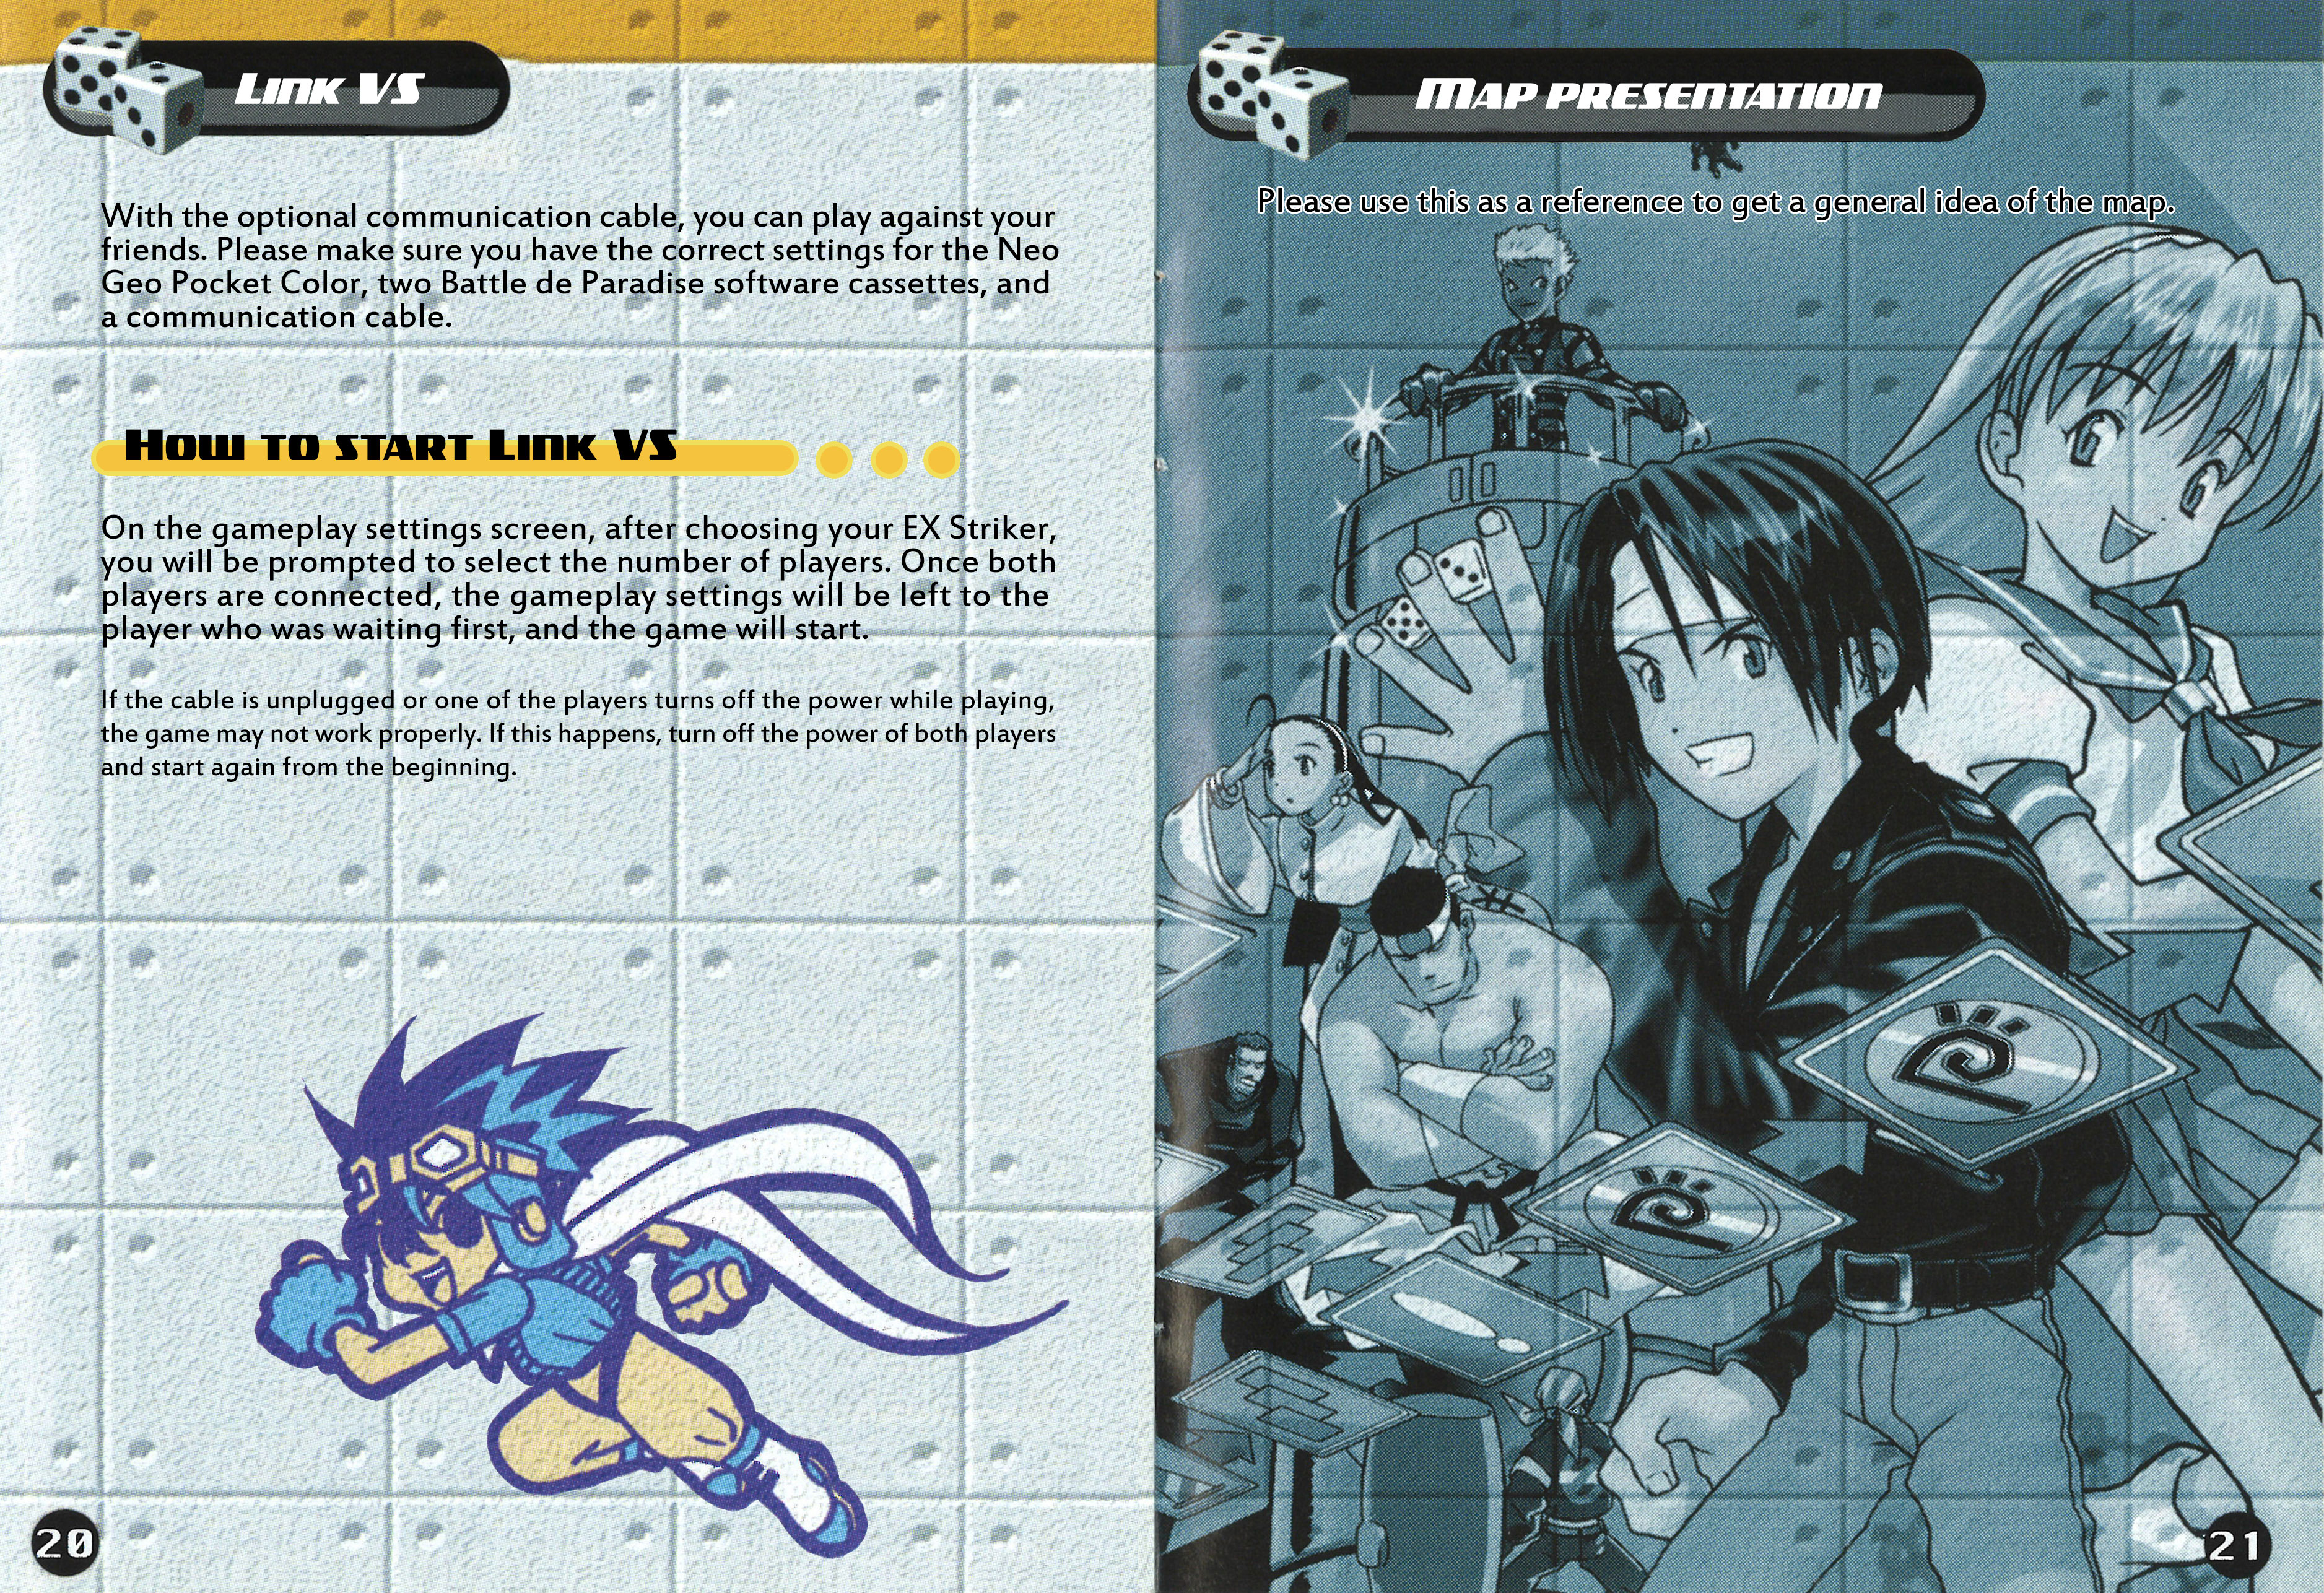 Link VS
With the optional communication cable, you can play against your
friends. Please make sure you have the correct settings for the Neo
Geo Pocket Color, two Battle de Paradise software cassettes, and
a communication cable.
How to start Link VS
On the gameplay settings screen, after choosing your EX Striker,
you will be prompted to select the number of players. Once both
players are connected, the gameplay settings will be left to the
player who was waiting first, and the game will start.
If the cable is unplugged or one of the players turns off the power while playing,
the game may not work properly. If this happens, turn off the power of both players
and start again from the beginning.
20
Map presentation
Please use this as a reference to get a general idea of the map.
21